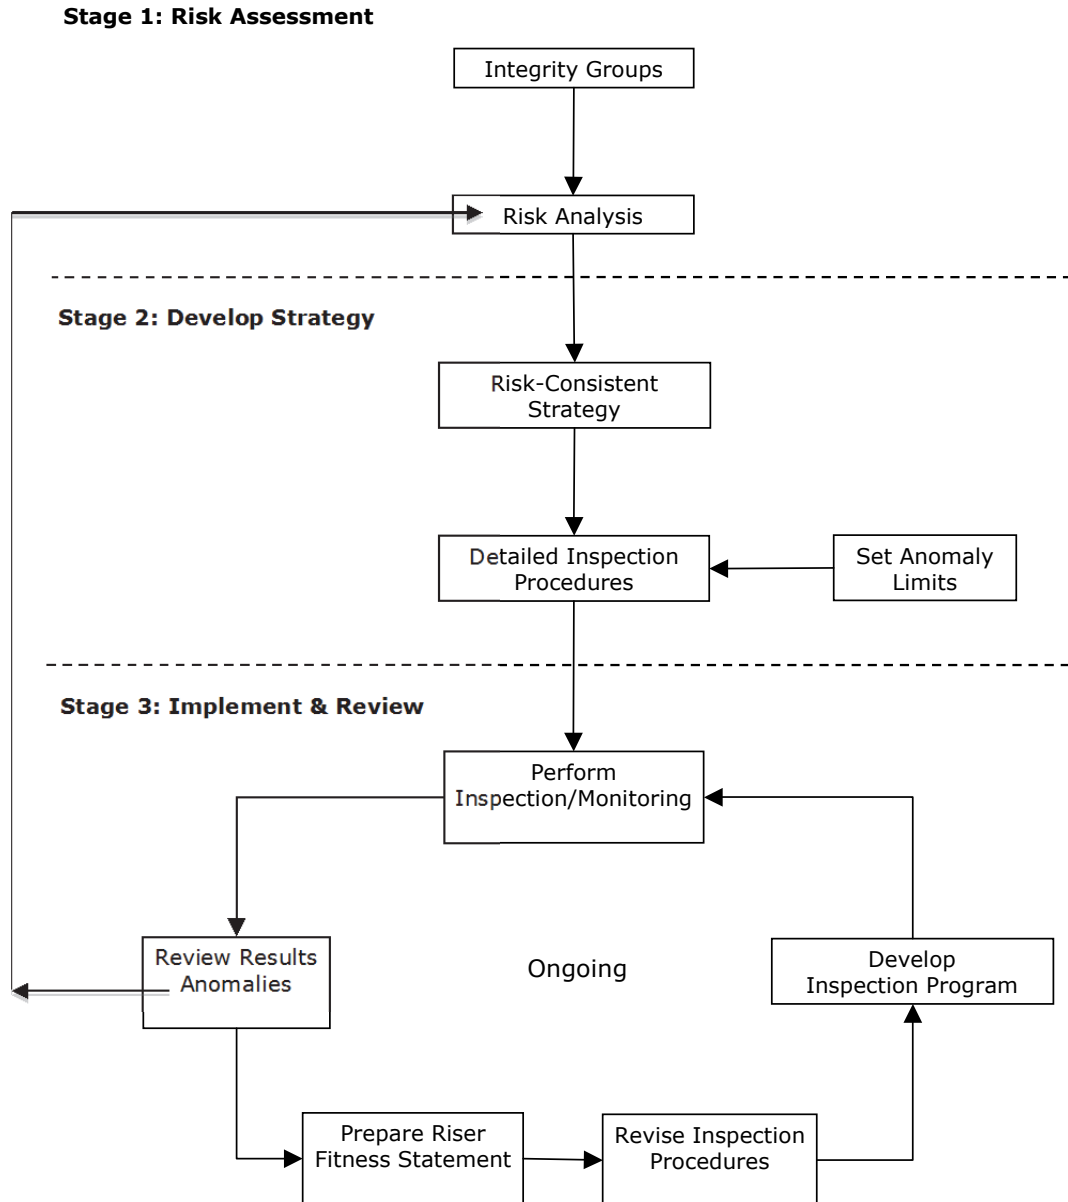 Stage 1: Risk Assessment
Integrity Groups
Risk Analysis
Stage 2: Develop Strategy
Risk-Consistent
Strategy
Detailed Inspection
Procedures
Set Anomaly
Limits
Stage 3: Implement & Review
Perform
Inspection/Monitoring
Review Results
Anomalies
Ongoing
Develop
Inspection Program
Prepare Riser
Fitness Statement
Revise Inspection
Procedures